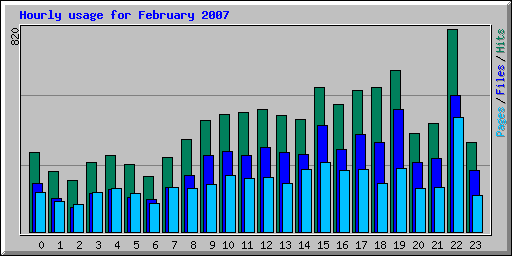 Hourly usage for February 2007
820
Pages/Files/Hits
0 1 2 3 4 5 6 7 8 9 10 11 12 13 14 15 16 17 18 19 20 21 22 23